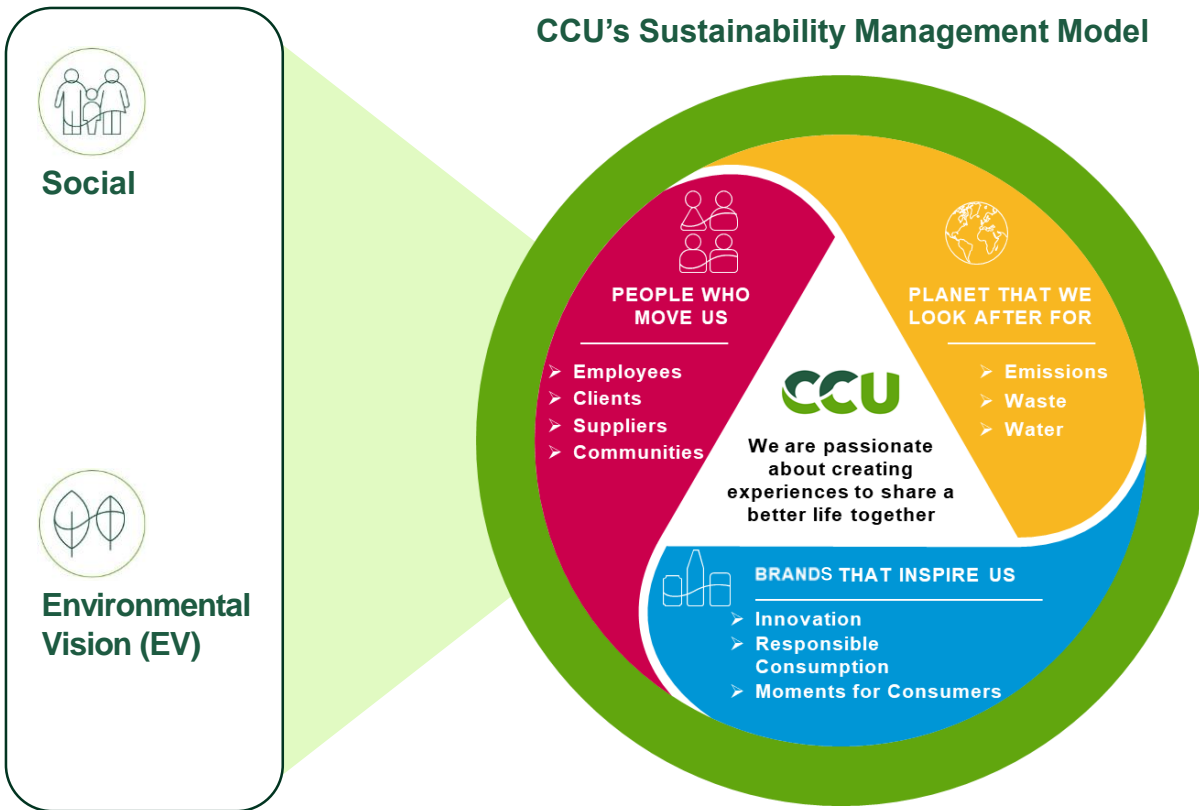 CCU's Sustainability Management Model
Social
Environmental
Vision (EV)
PEOPLE WHO
MOVE US
➢ Employees
➢ Clients
➢ Suppliers
➢ Communities
PLANET THAT WE
LOOK AFTER FOR
➢ Emissions
➢ Waste
➢ Water
CCU
We are passionate
about creating
experiences to share a
better life together
BRANDS THAT INSPIRE US
➢ Innovation
➢ Responsible
Consumption
➢ Moments for Consumers